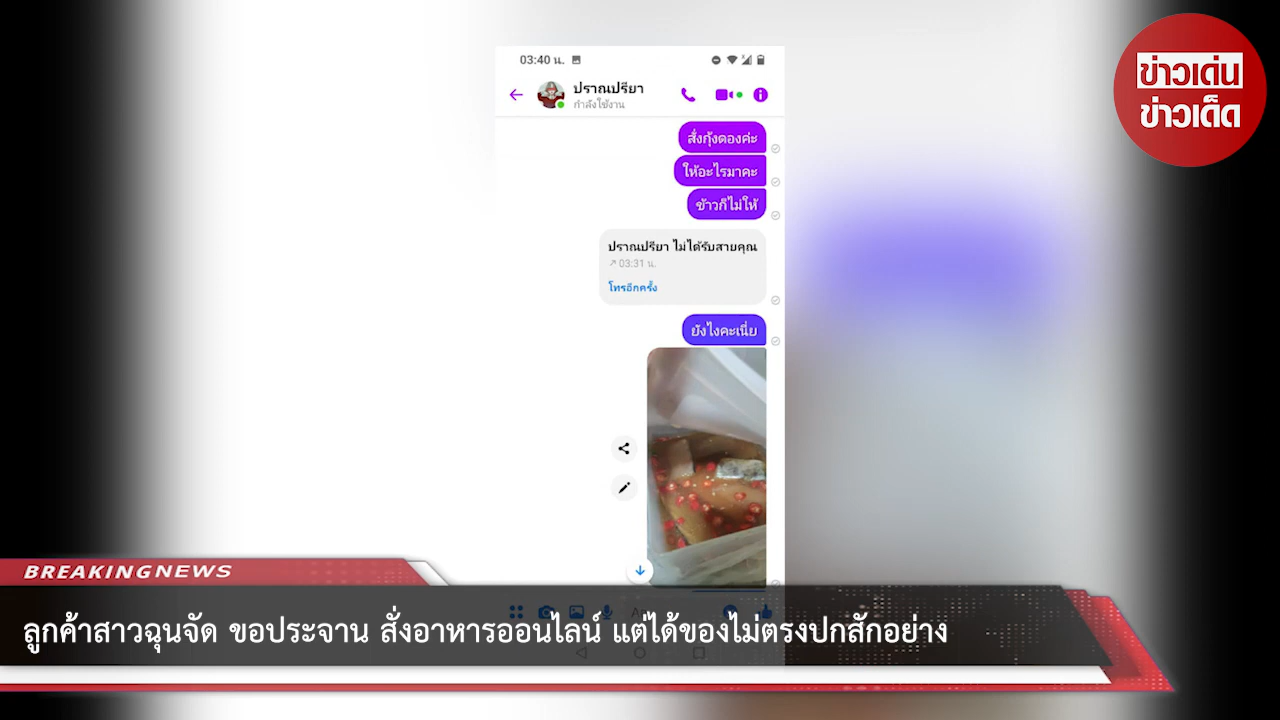 03:40 น.
ปราณปรียา
กำลังใช้งาน
ข่าวเด่น
ข่าวเด็ด
สั่งกุ้งดองค่ะ
ให้อะไรมาคะ
ข้าวก็ไม่ให้
ปราณปรียา ไม่ได้รับสายคุณ
03:31 น.
โทรอีกครั้ง
ยังไงคะเนี่ย
BREAKINGNEWS
ลูกค้าสาวฉุนจัด ขอประจาน สั่งอาหารออนไลน์ แต่ได้ของไม่ตรงปกสักอย่าง